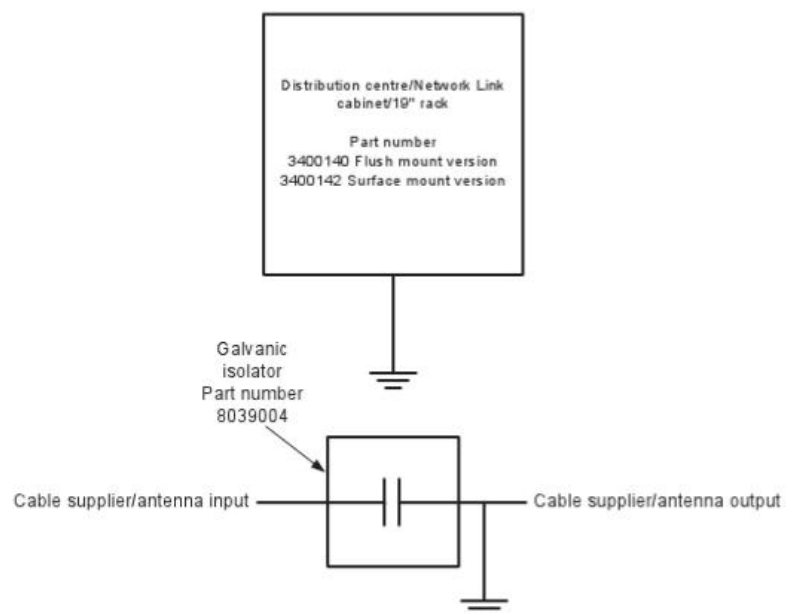 Distribution centre/Network Link
cabinet/19" rack
Part number
3400140 Flush mount version
3400142 Surface mount version
Galvanic
isolator
Part number
8039004
Cable supplier/antenna input
Cable supplier/antenna output